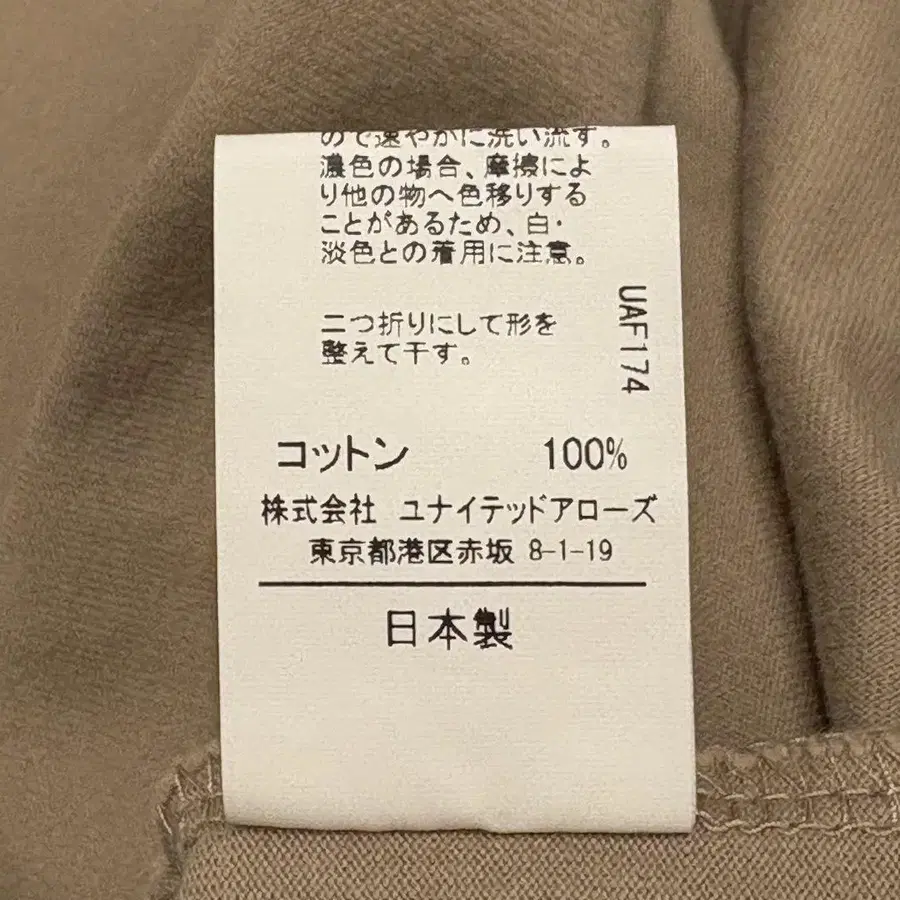 ので速やかに洗い流す。
濃色の場合、摩擦によ
り他の物へ色移りする
ことがあるため、白・
淡色との着用に注意。
二つ折りにして形を
整えて干す。
UAF174
コットン 100%
株式会社 ユナイテッドアローズ
東京都港区赤坂 8-1-19
日本製